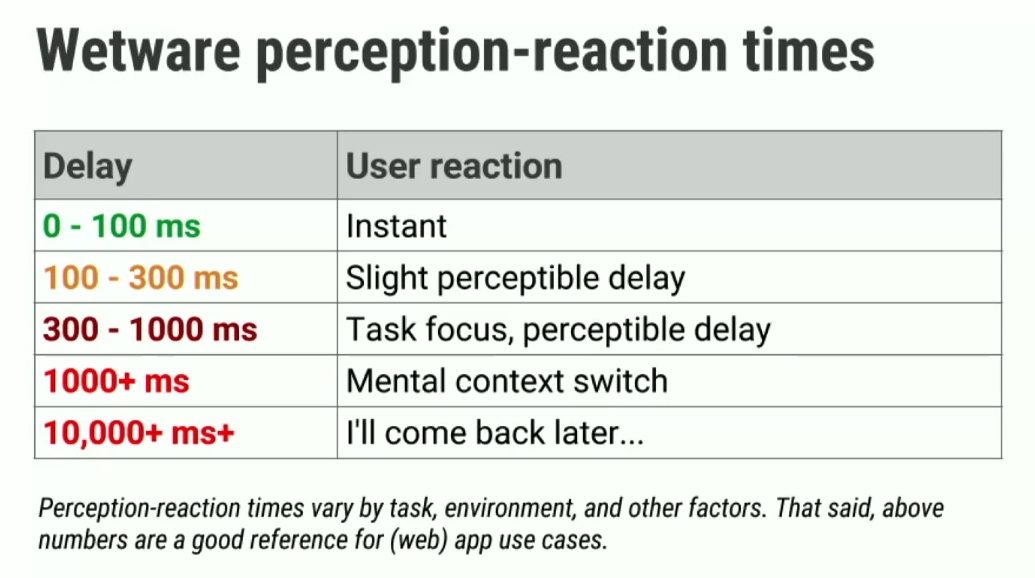 Wetware perception-reaction times
Delay User reaction
0 - 100 ms Instant
100 - 300 ms Slight perceptible delay
300 - 1000 ms Task focus, perceptible delay
1000+ ms Mental context switch
10,000+ ms+ I'll come back later...
Perception-reaction times vary by task, environment, and other factors. That said, above
numbers are a good reference for (web) app use cases.